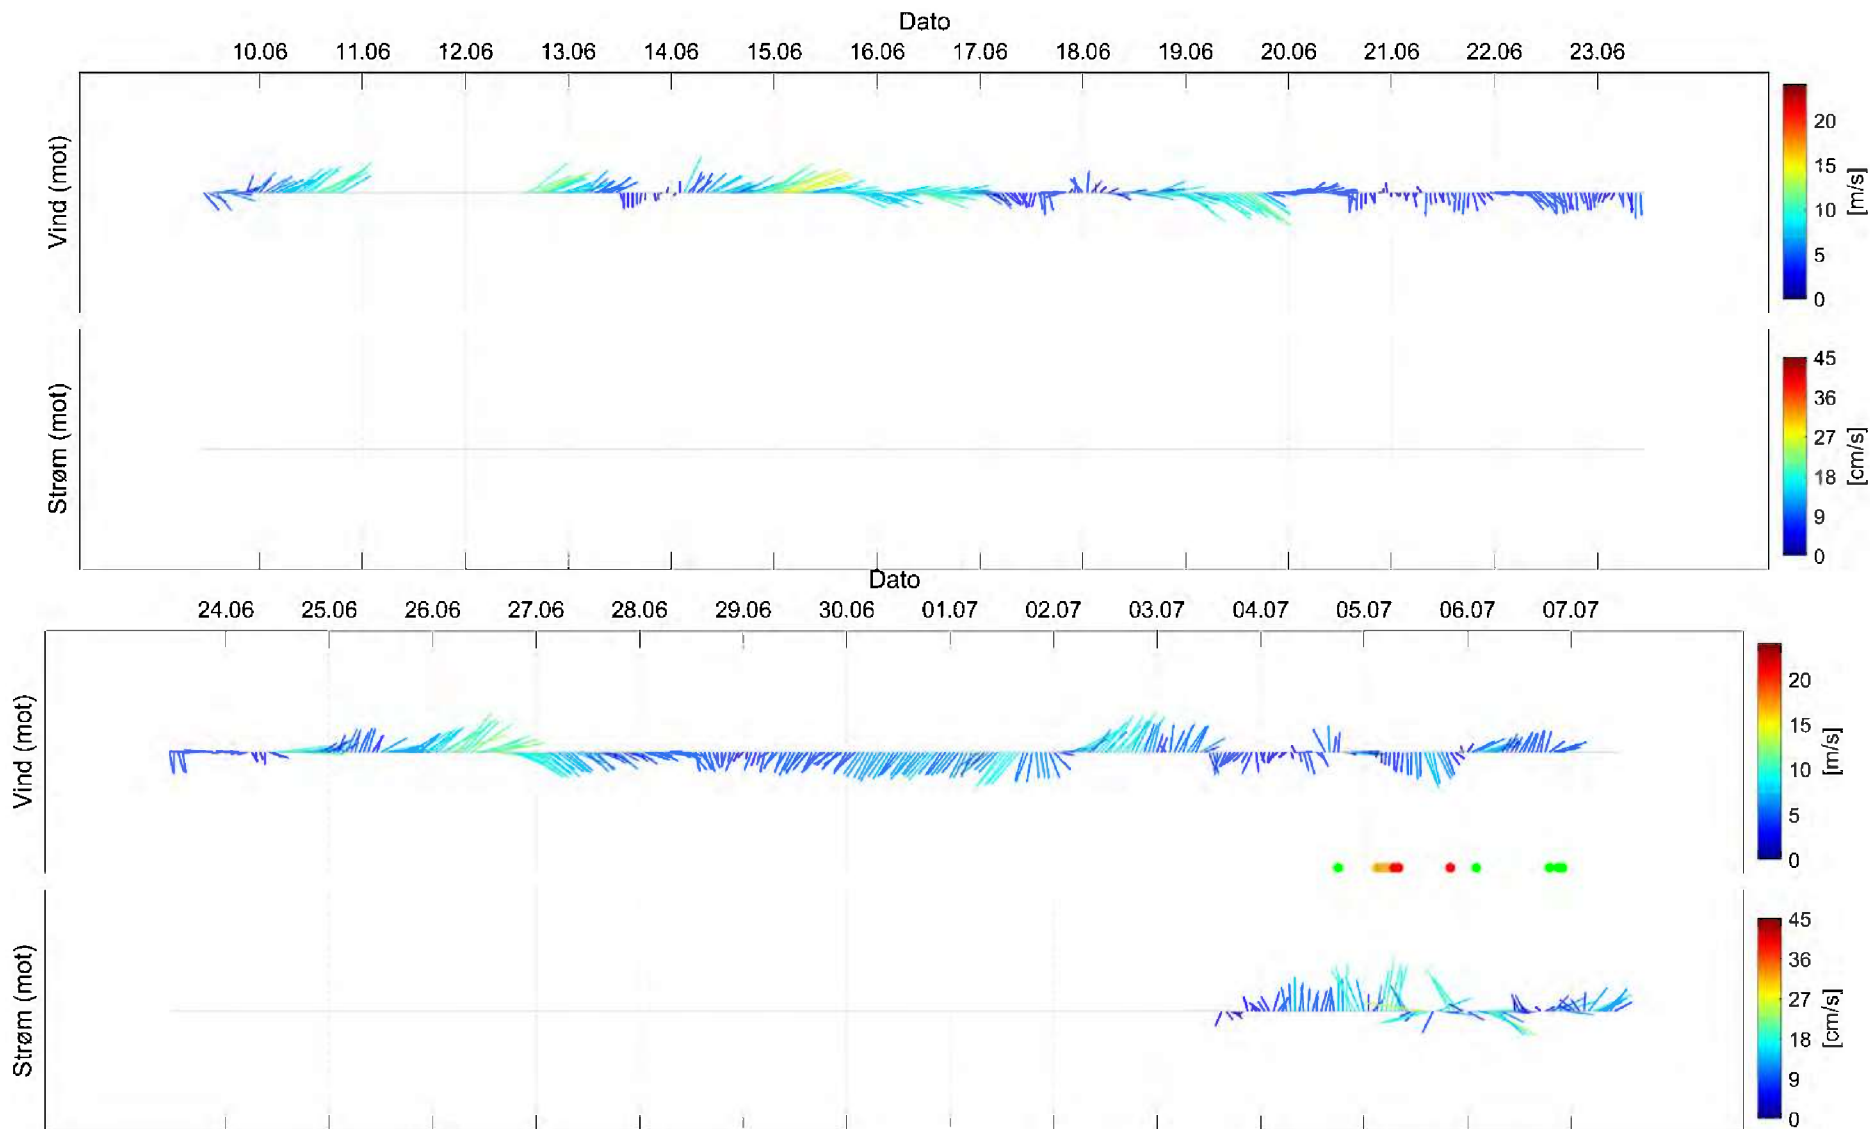 Dato
10.06 11.06 12.06 13.06 14.06 15.06 16.06 17.06 18.06 19.06 20.06 21.06 22.06 23.06
Vind (mot)
20
15
10
5
0
[m/s]
Strøm (mot)
45
36
27
18
9
0
[cm/s]
Dato
24.06 25.06 26.06 27.06 28.06 29.06 30.06 01.07 02.07 03.07 04.07 05.07 06.07 07.07
Vind (mot)
20
15
10
5
0
[m/s]
Strøm (mot)
45
36
27
18
9
0
[cm/s]